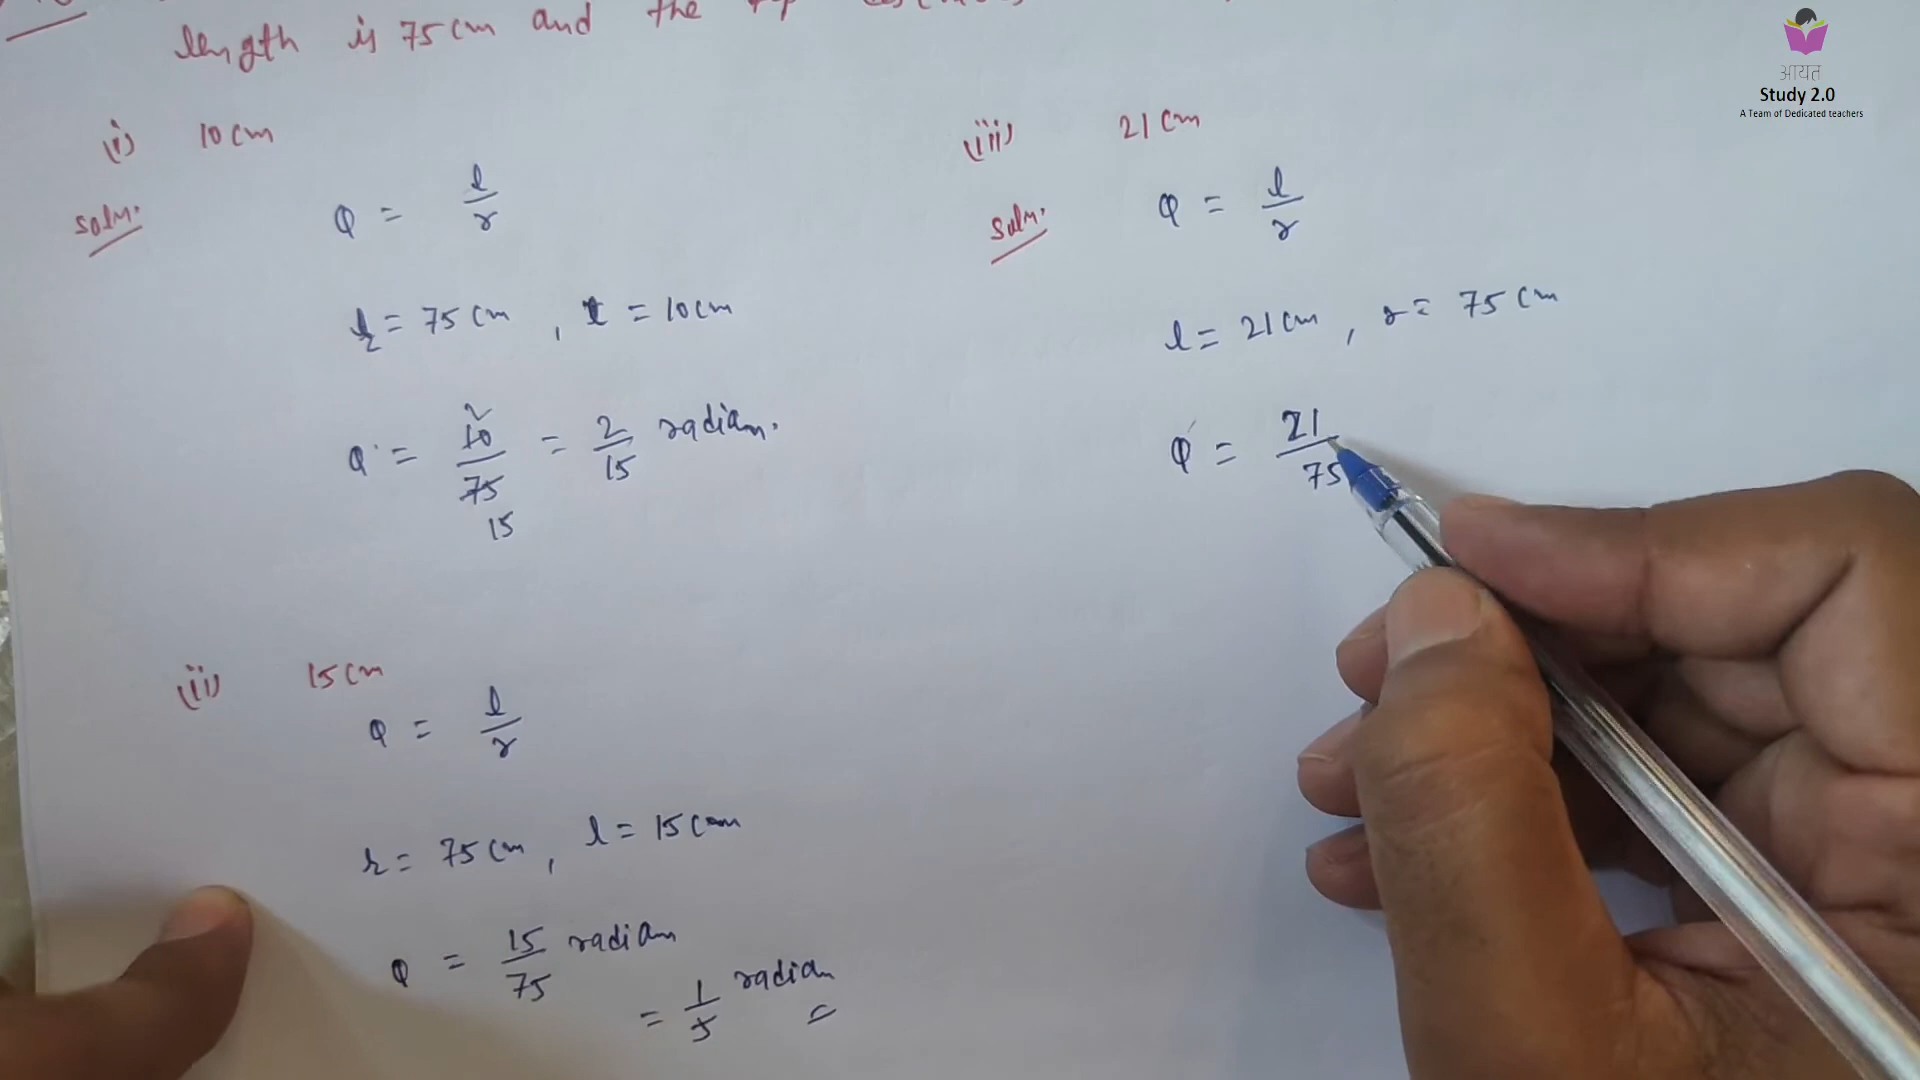 length is 75 cm and the
(i) 10 cm
Soln.
θ = l/r
r = 75 cm , l = 10 cm
θ = 10/75 = 2/15 radian.
2
15
(ii) 15 cm
θ = l/r
r = 75 cm , l = 15 cm
θ = 15/75 radian
= 1/5 radian
(iii) 21 cm
Soln.
θ = l/r
l = 21 cm , r = 75 cm
θ = 21/75
आयत
Study 2.0
A Team of Dedicated teachers